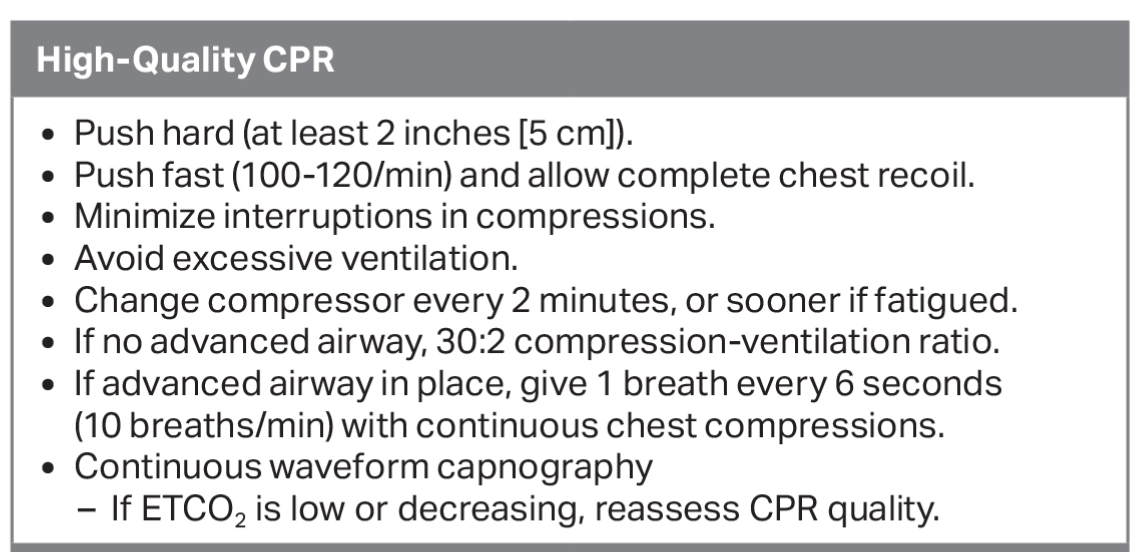 High-Quality CPR
• Push hard (at least 2 inches [5 cm]).
• Push fast (100-120/min) and allow complete chest recoil.
• Minimize interruptions in compressions.
• Avoid excessive ventilation.
• Change compressor every 2 minutes, or sooner if fatigued.
• If no advanced airway, 30:2 compression-ventilation ratio.
• If advanced airway in place, give 1 breath every 6 seconds
(10 breaths/min) with continuous chest compressions.
• Continuous waveform capnography
– If ETCO₂ is low or decreasing, reassess CPR quality.